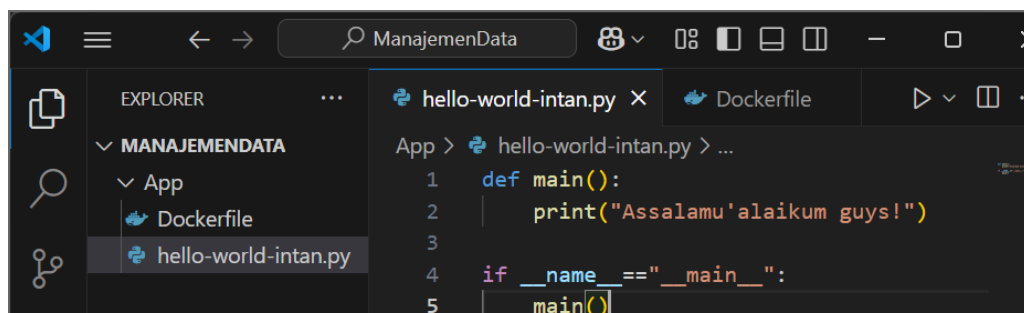 ManajemenData
EXPLORER ...
hello-world-intan.py
Dockerfile
MANAJEMENDATA
App
Dockerfile
hello-world-intan.py
App > hello-world-intan.py > ...
1 def main():
2 print("Assalamu'alaikum guys!")
3
4 if __name__=="__main__":
5 main()